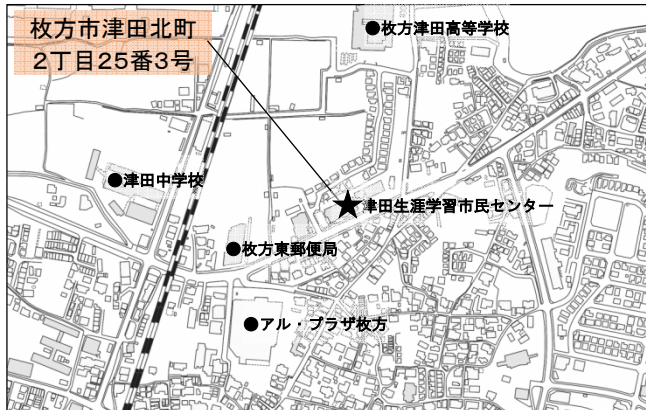 枚方市津田北町
2丁目25番3号
●枚方津田高等学校
●津田中学校
★津田生涯学習市民センター
●枚方東郵便局
●アル・プラザ枚方